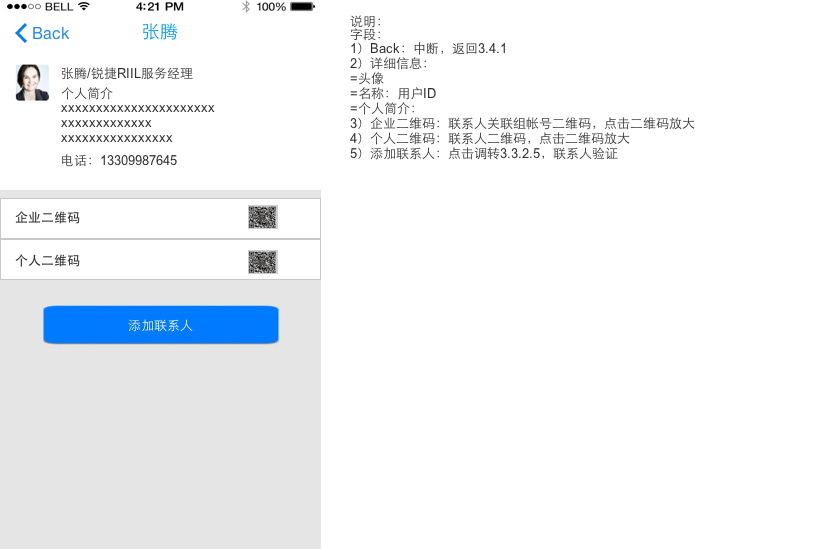 BELL 4:21 PM 100%
Back 张腾
张腾/锐捷RIIL服务经理
个人简介
xxxxxxxxxxxxxxxxxxxxxx
xxxxxxxxxxxxx
xxxxxxxxxxxxxxxx
电话：13309987645
企业二维码
个人二维码
添加联系人
说明：
字段：
1）Back：中断，返回3.4.1
2）详细信息：
=头像
=名称：用户ID
=个人简介：
3）企业二维码：联系人关联组帐号二维码，点击二维码放大
4）个人二维码：联系人二维码，点击二维码放大
5）添加联系人：点击调转3.3.2.5，联系人验证